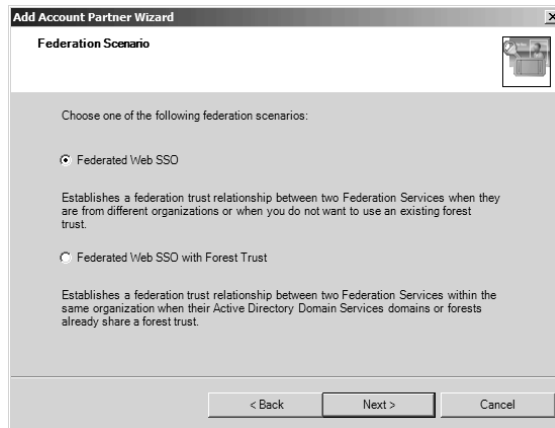 Add Account Partner Wizard
Federation Scenario
Choose one of the following federation scenarios:
Federated Web SSO
Establishes a federation trust relationship between two Federation Services when they
are from different organizations or when you do not want to use an existing forest
trust.
Federated Web SSO with Forest Trust
Establishes a federation trust relationship between two Federation Services within the
same organization when their Active Directory Domain Services domains or forests
already share a forest trust.
< Back Next > Cancel